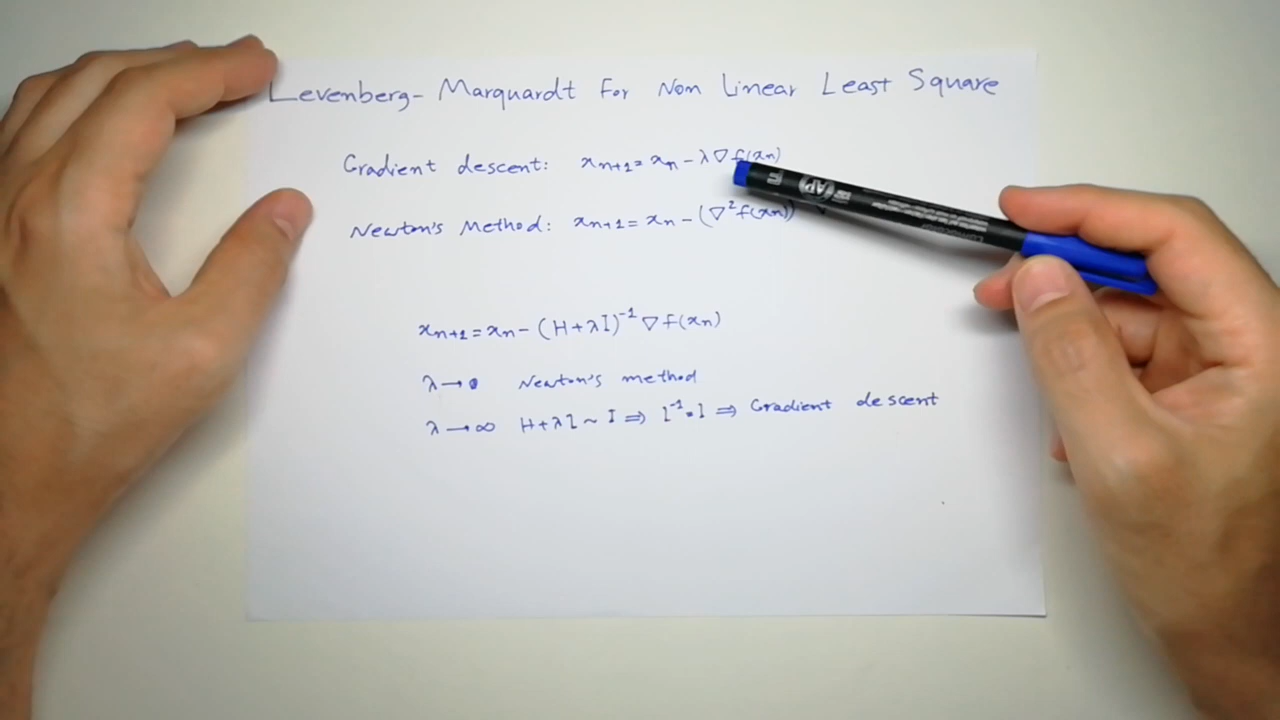 Levenberg- Marquardt For Non Linear Least Square
Gradient descent: xₙ₊₁=xₙ-λ∇f(xₙ)
Newton's Method: xₙ₊₁=xₙ-(∇²f(xₙ))
xₙ₊₁=xₙ-(H+λI)⁻¹∇f(xₙ)
λ→0 Newton's method
λ→∞ H+λI~I⇒I⁻¹=I⇒Gradient descent